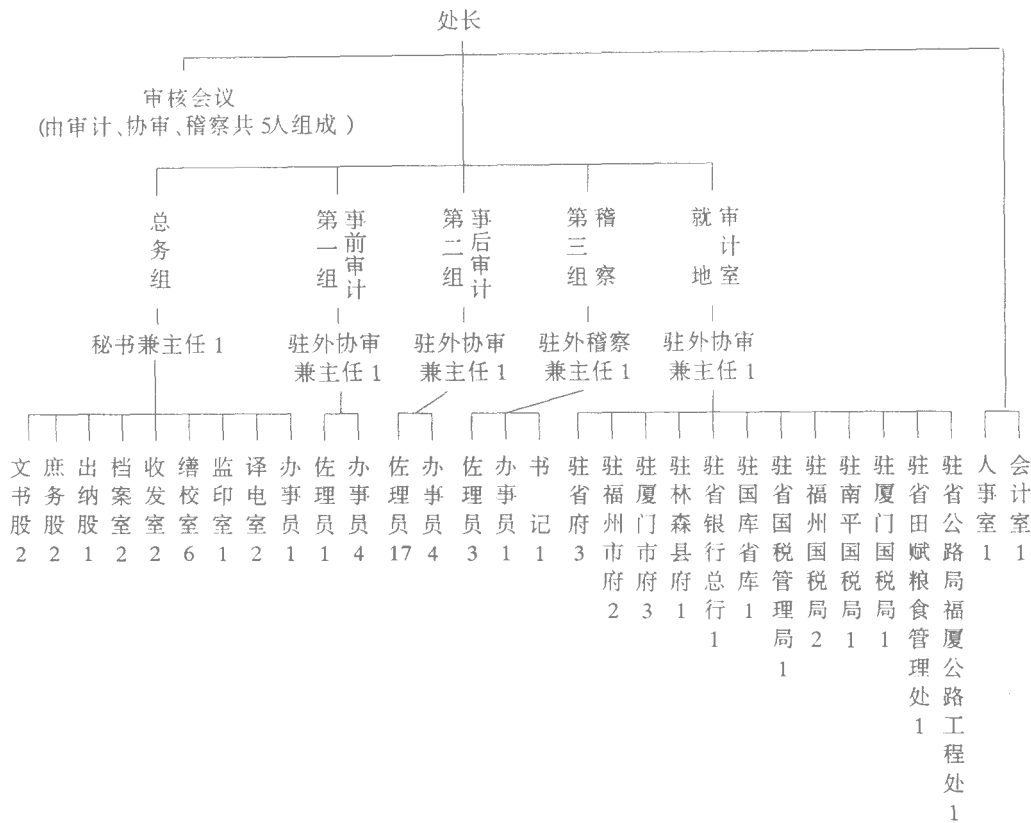 处长
审核会议
(由审计、协审、稽察共5人组成)
总务组
第一组
事前审计
第二组
事后审计
第三组
稽察
就地
审计室
秘书兼主任1
驻外协审
兼主任1
驻外协审
兼主任1
驻外稽察
兼主任1
驻外协审
兼主任1
文书股2
庶务股2
出纳股1
档案室2
收发室2
缮校室6
监印室1
译电室2
办事员1
佐理员1
办事员4
佐理员17
办事员4
佐理员3
办事员1
书记1
驻省府3
驻福州市府2
驻厦门市府3
驻林森县府1
驻省银行总行1
驻国库省库1
驻省国税管理局1
驻福州国税局2
驻南平国税局1
驻厦门国税局1
驻省田赋粮食管理处1
驻省公路局福厦公路工程处1
人事室1
会计室1